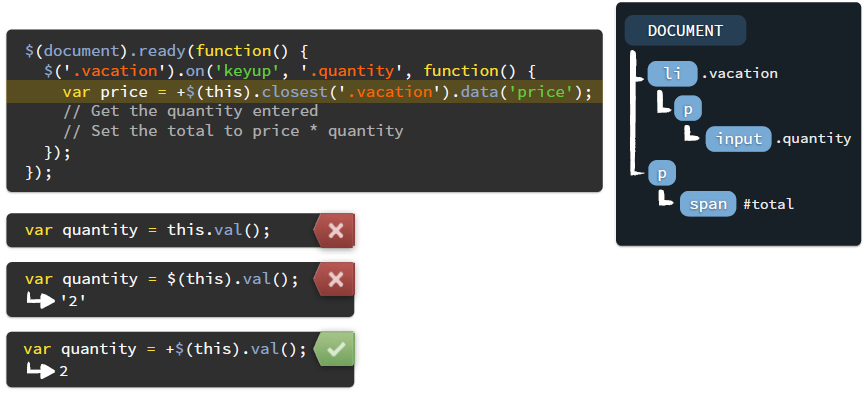 $(document).ready(function() {
$('.vacation').on('keyup', '.quantity', function() {
var price = +$(this).closest('.vacation').data('price');
// Get the quantity entered
// Set the total to price * quantity
});
});
var quantity = this.val();
var quantity = $(this).val();
'2'
var quantity = +$(this).val();
2
DOCUMENT
li .vacation
p
input .quantity
p
span #total